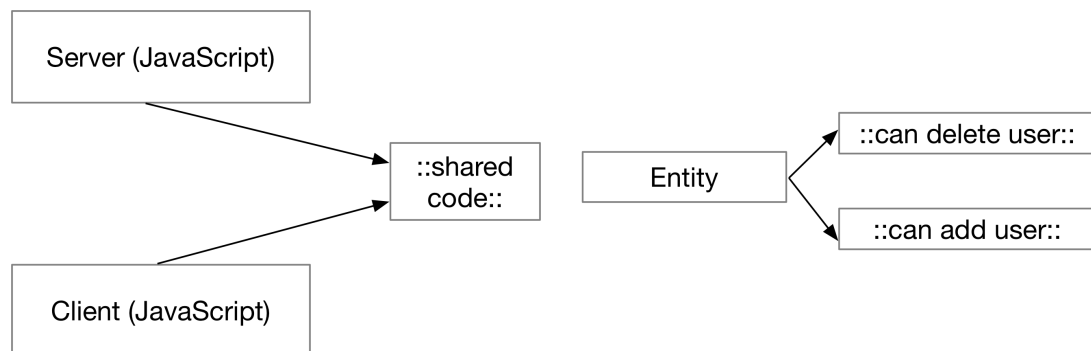 Server (JavaScript)
::shared
code::
Client (JavaScript)
Entity
::can delete user::
::can add user::